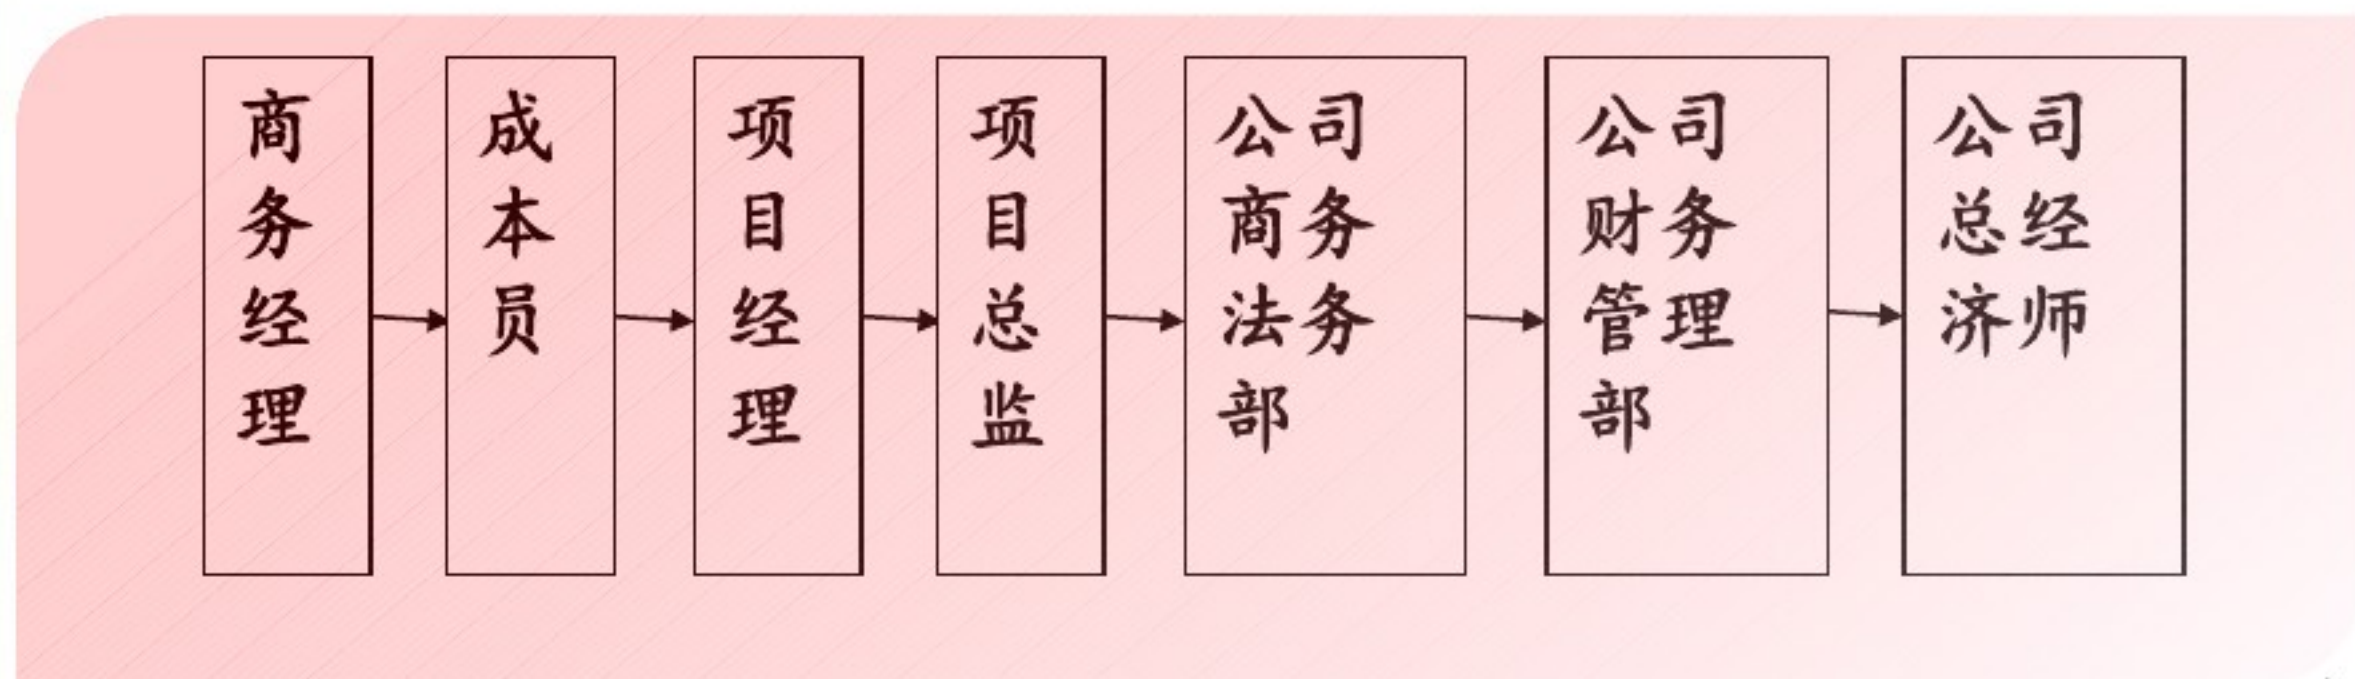 商务经理
成本员
项目经理
项目总监
公司
商务
法务
部
公司
财务
管理
部
公司
总经
济师